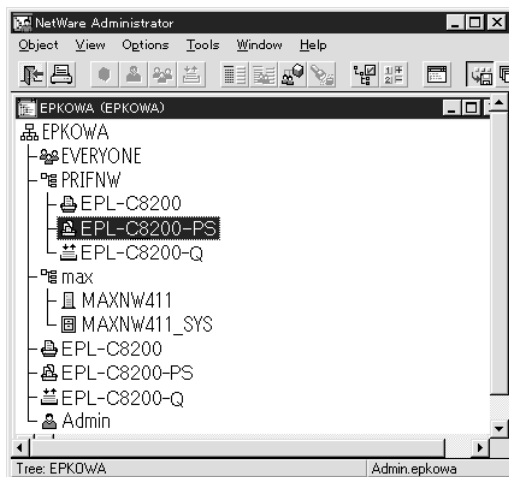 NetWare Administrator
Object View Options Tools Window Help
EPKOWA (EPKOWA)
EPKOWA
EVERYONE
PRIFNW
EPL-C8200
EPL-C8200-PS
EPL-C8200-Q
max
MAXNW411
MAXNW411_SYS
EPL-C8200
EPL-C8200-PS
EPL-C8200-Q
Admin
Tree: EPKOWA Admin.epkowa